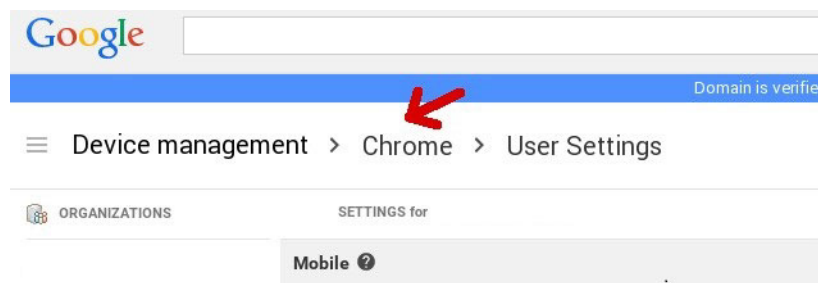 Google
Domain is verifie
Device management > Chrome > User Settings
ORGANIZATIONS
SETTINGS for
Mobile